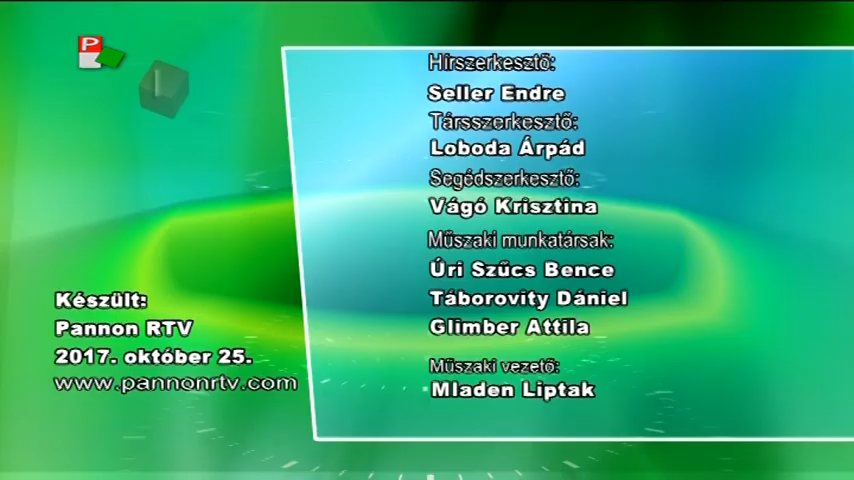 P
Hírszerkesztő:
Seller Endre
Társszerkesztő:
Loboda Árpád
Segédszerkesztő:
Vágó Krisztina
Műszaki munkatársak:
Úri Szűcs Bence
Táborovity Dániel
Glimber Attila
Műszaki vezető:
Mladen Liptak
Készült:
Pannon RTV
2017. október 25.
www.pannonrtv.com